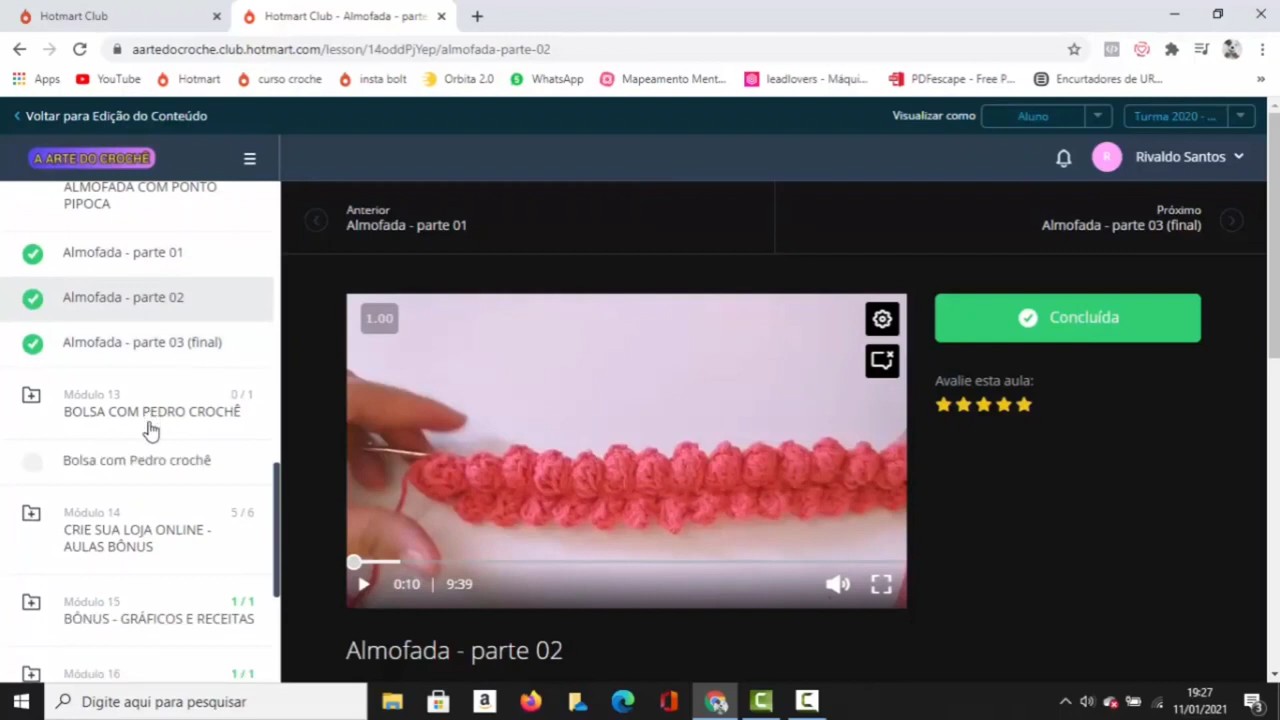 Hotmart Club
Hotmart Club - Almofada - parte
aartedocroche.club.hotmart.com/lesson/14oddPjYep/almofada-parte-02
Apps YouTube Hotmart curso croche insta bolt Orbita 2.0 WhatsApp Mapeamento Ment... leadlovers - Máqui... PDFescape - Free P... Encurtadores de UR... »
Voltar para Edição do Conteúdo
Visualizar como Aluno Turma 2020 - ...
A ARTE DO CROCHÊ
R Rivaldo Santos
ALMOFADA COM PONTO
PIPOCA
Almofada - parte 01
Almofada - parte 02
Almofada - parte 03 (final)
Módulo 13 0 / 1
BOLSA COM PEDRO CROCHÊ
Bolsa com Pedro crochê
Módulo 14 5 / 6
CRIE SUA LOJA ONLINE -
AULAS BÔNUS
Módulo 15 1 / 1
BÔNUS - GRÁFICOS E RECEITAS
Módulo 16 1 / 1
Anterior
Almofada - parte 01
Próximo
Almofada - parte 03 (final)
1.00
0:10 | 9:39
Concluída
Avalie esta aula:
Almofada - parte 02
Digite aqui para pesquisar
19:27
11/01/2021
3